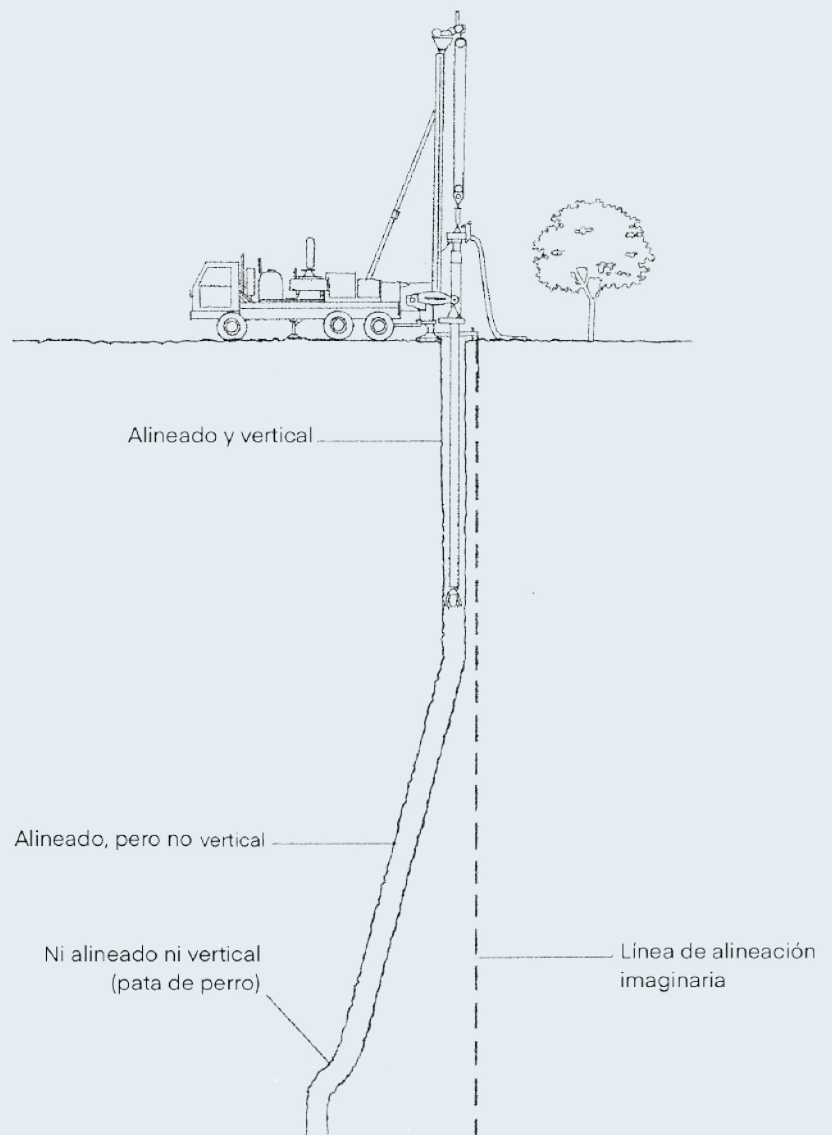 Alineado y vertical
Alineado, pero no vertical
Ni alineado ni vertical
(pata de perro)
Línea de alineación
imaginaria